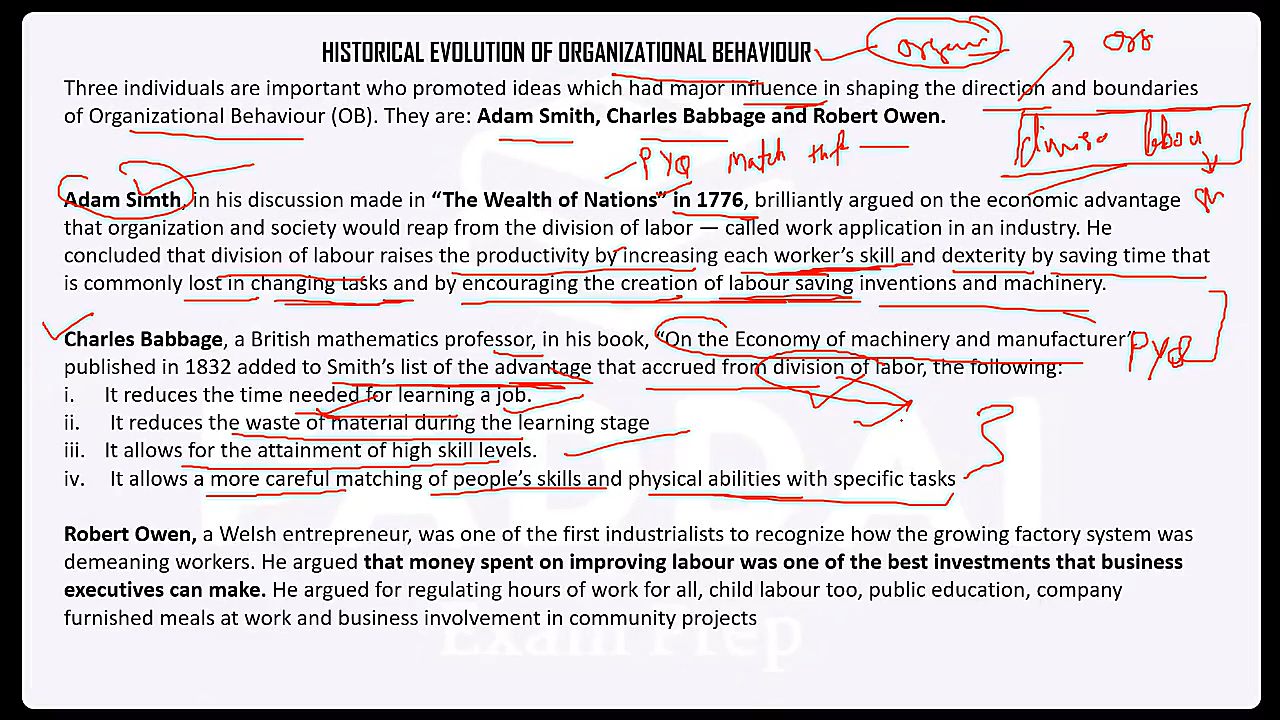 HISTORICAL EVOLUTION OF ORGANIZATIONAL BEHAVIOUR
Three individuals are important who promoted ideas which had major influence in shaping the direction and boundaries
of Organizational Behaviour (OB). They are: Adam Smith, Charles Babbage and Robert Owen.
PYQ Match the
labour
Adam Simth, in his discussion made in “The Wealth of Nations” in 1776, brilliantly argued on the economic advantage
that organization and society would reap from the division of labor — called work application in an industry. He
concluded that division of labour raises the productivity by increasing each worker’s skill and dexterity by saving time that
is commonly lost in changing tasks and by encouraging the creation of labour saving inventions and machinery.
Charles Babbage, a British mathematics professor, in his book, “On the Economy of machinery and manufacturer”
PYQ
published in 1832 added to Smith’s list of the advantage that accrued from division of labor, the following:
i. It reduces the time needed for learning a job.
ii. It reduces the waste of material during the learning stage
iii. It allows for the attainment of high skill levels.
iv. It allows a more careful matching of people’s skills and physical abilities with specific tasks
Robert Owen, a Welsh entrepreneur, was one of the first industrialists to recognize how the growing factory system was
demeaning workers. He argued that money spent on improving labour was one of the best investments that business
executives can make. He argued for regulating hours of work for all, child labour too, public education, company
furnished meals at work and business involvement in community projects
Exam Prep